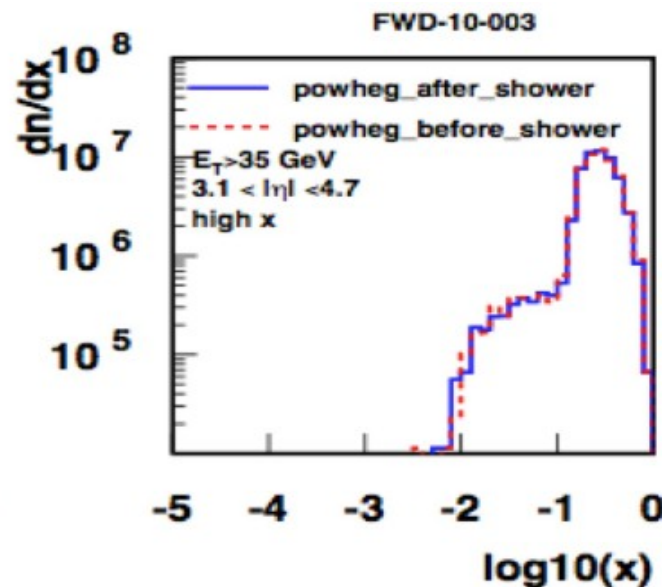 FWD-10-003
dn/dx
10^8
powheg_after_shower
powheg_before_shower
10^7
E_T>35 GeV
3.1 < |η| <4.7
high x
10^6
10^5
-5 -4 -3 -2 -1 0
log10(x)